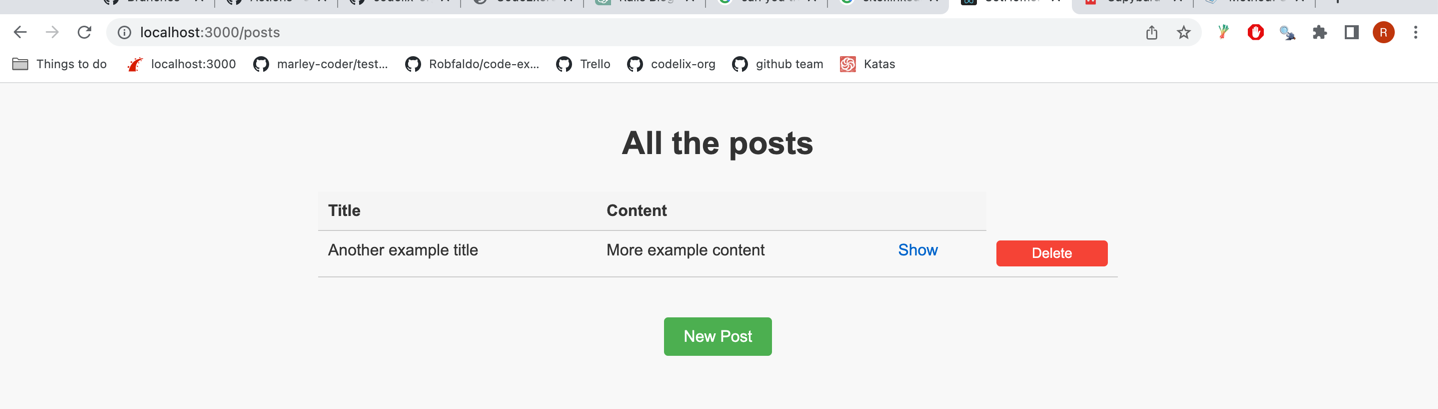 localhost:3000/posts
R
Things to do localhost:3000 marley-coder/test... Robfaldo/code-ex... Trello codelix-org github team Katas
All the posts
Title Content
Another example title More example content Show Delete
New Post